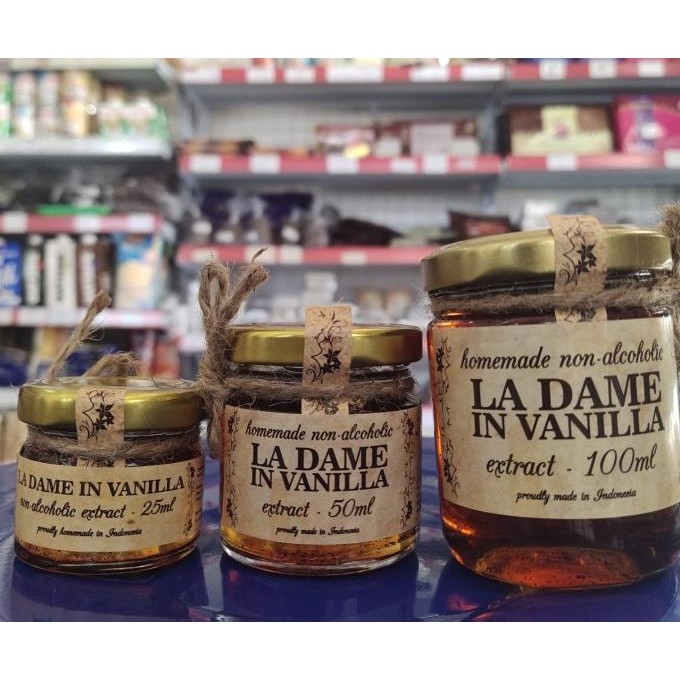 LA DAME IN VANILLA
non-alcoholic extract - 25ml
proudly homemade in Indonesia
homemade non-alcoholic
LA DAME
IN VANILLA
extract - 50ml
proudly made in Indonesia
homemade non-alcoholic
LA DAME
IN VANILLA
extract - 100ml
proudly made in Indonesia